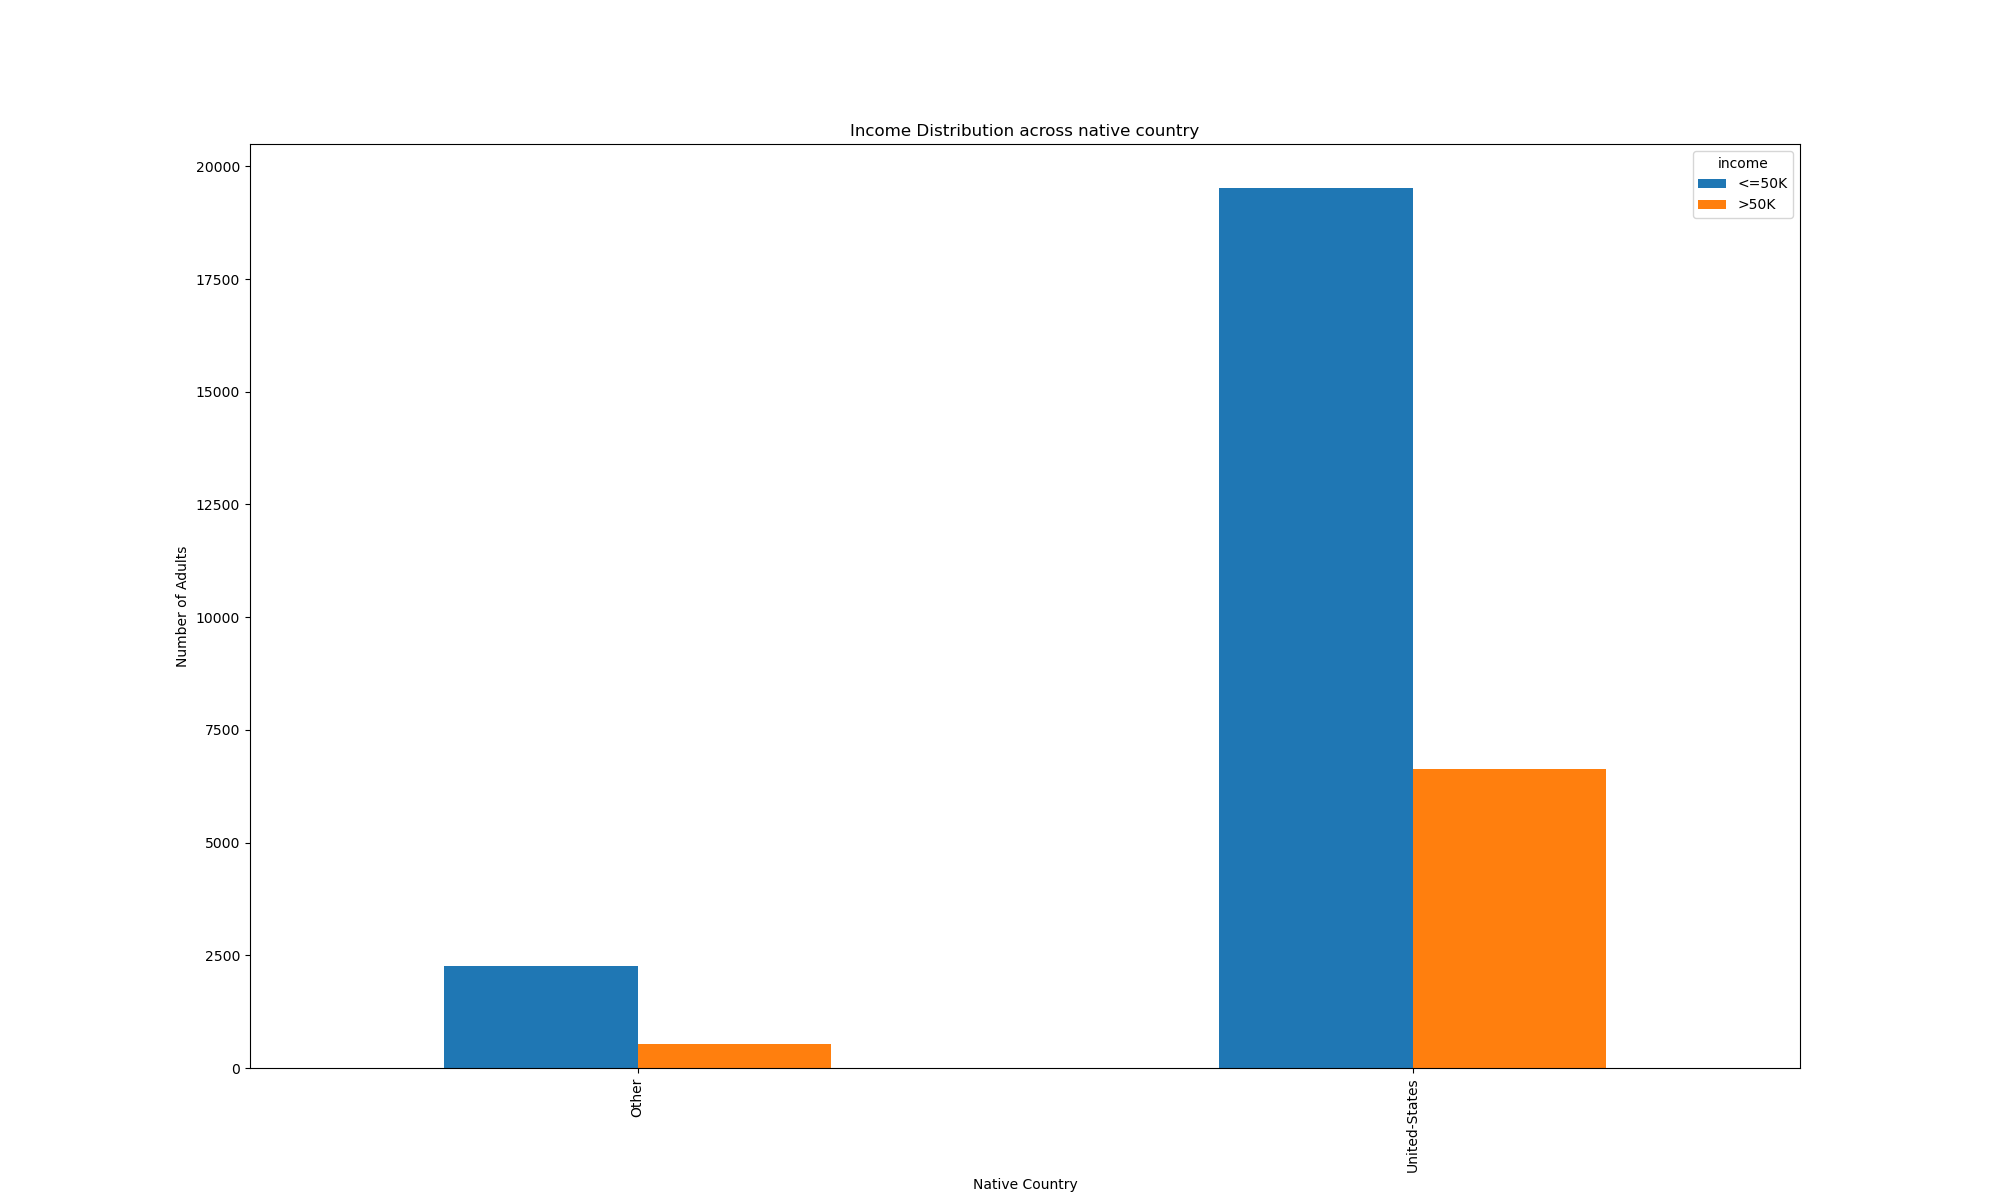 Income Distribution across native country
income
<=50K
>50K
20000
17500
15000
12500
10000
7500
5000
2500
0
Number of Adults
Other
United-States
Native Country